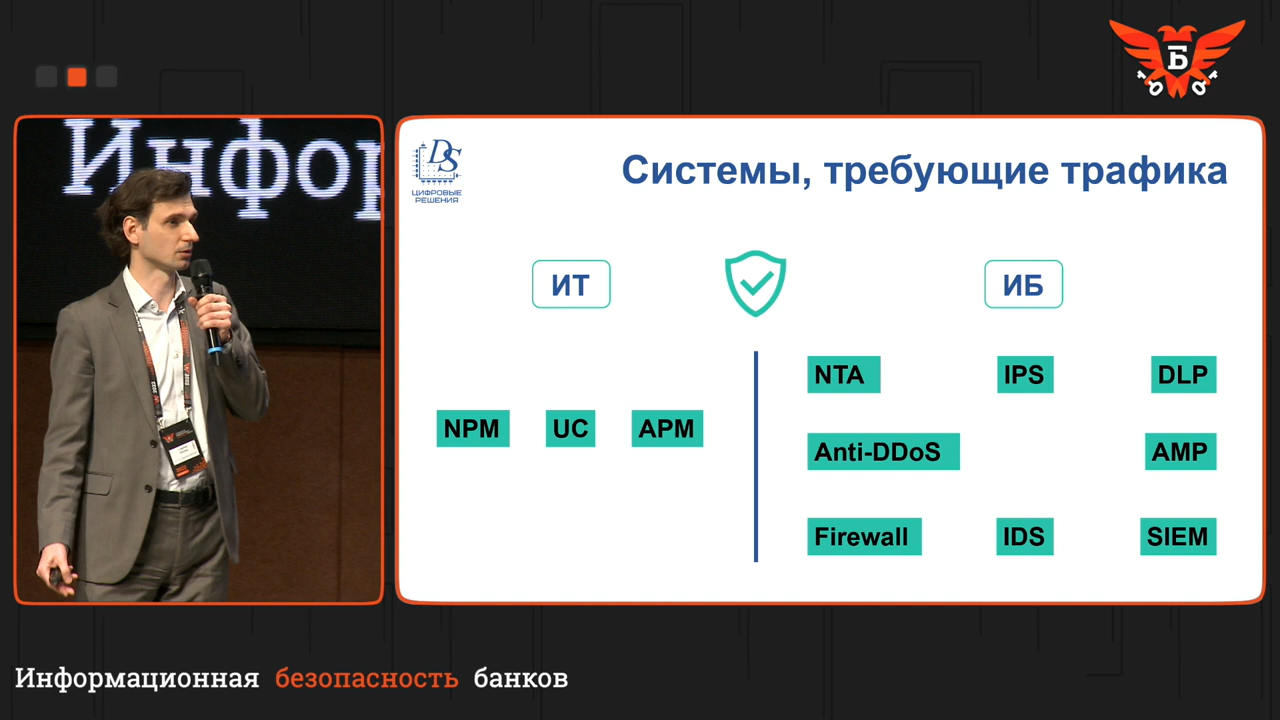 Б
Инфор
DS
ЦИФРОВЫЕ
РЕШЕНИЯ
Системы, требующие трафика
ИТ
ИБ
NPM
UC
APM
NTA
IPS
DLP
Anti-DDoS
AMP
Firewall
IDS
SIEM
Информационная безопасность банков